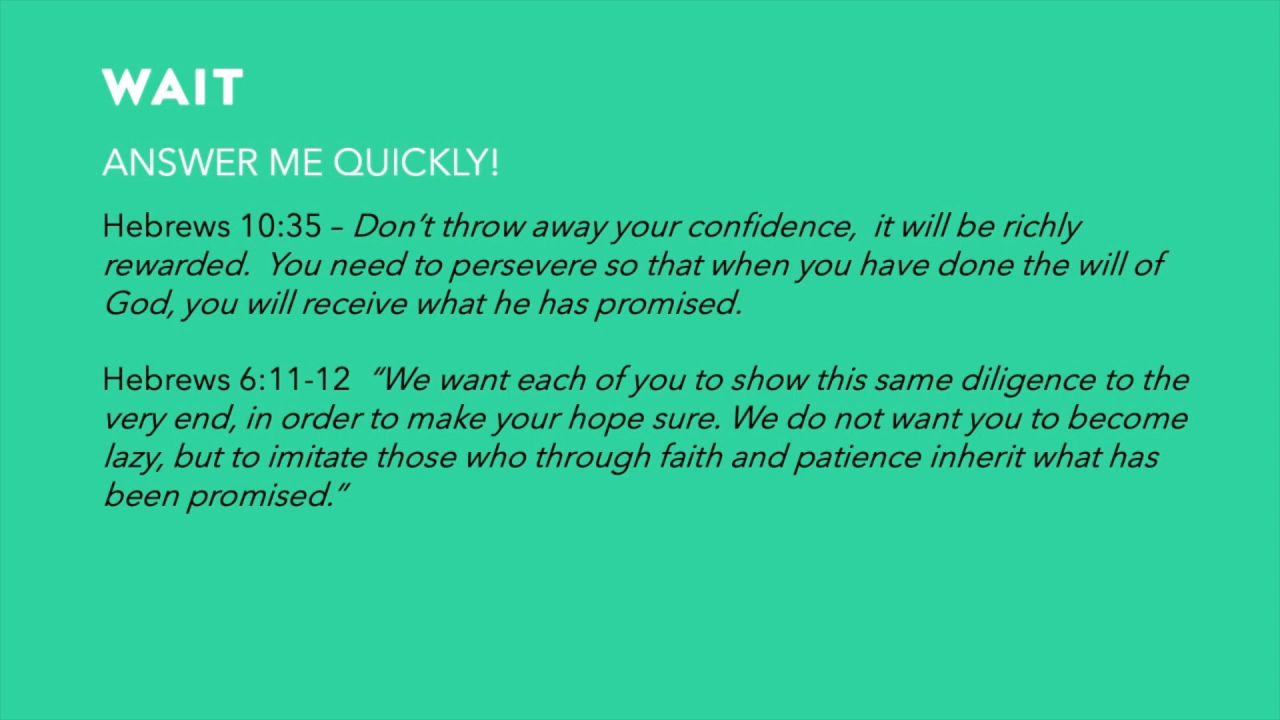 WAIT
ANSWER ME QUICKLY!
Hebrews 10:35 – Don’t throw away your confidence,  it will be richly
rewarded.  You need to persevere so that when you have done the will of
God, you will receive what he has promised.
Hebrews 6:11-12  “We want each of you to show this same diligence to the
very end, in order to make your hope sure. We do not want you to become
lazy, but to imitate those who through faith and patience inherit what has
been promised.”